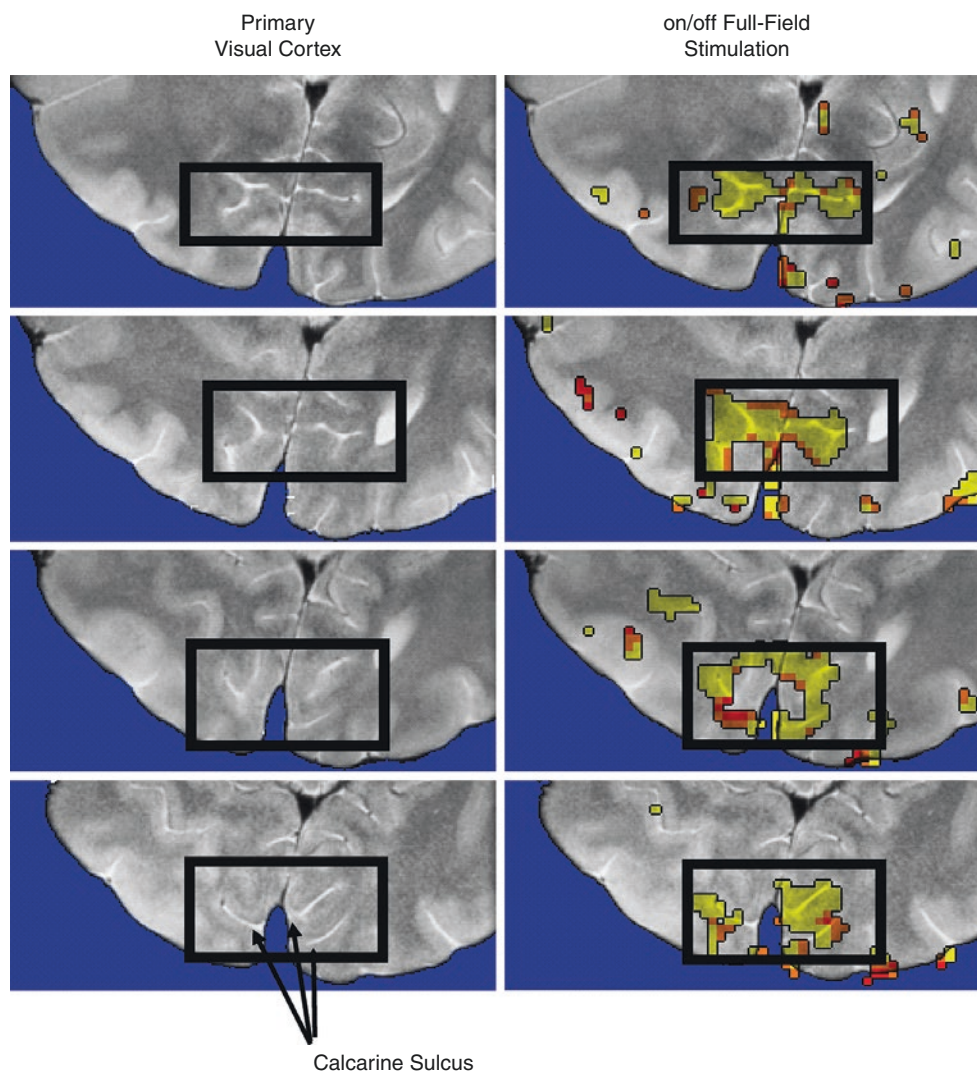 Primary
Visual Cortex
on/off Full-Field
Stimulation
Calcarine Sulcus